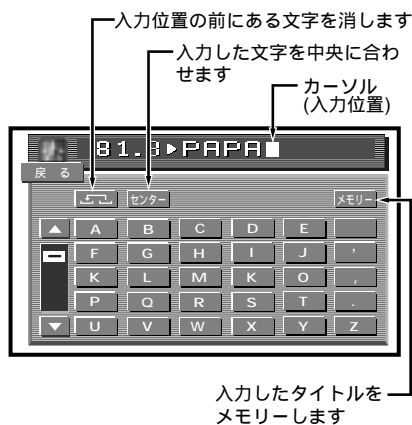 入力位置の前にある文字を消します
入力した文字を中央に合わ
せます
カーソル
(入力位置)
81.3▶PAPA
戻 る
センター
メモリー
A B C D E
F G H I J ’
K L M K O ,
P Q R S T .
U V W X Y Z
入力したタイトルを
メモリーします